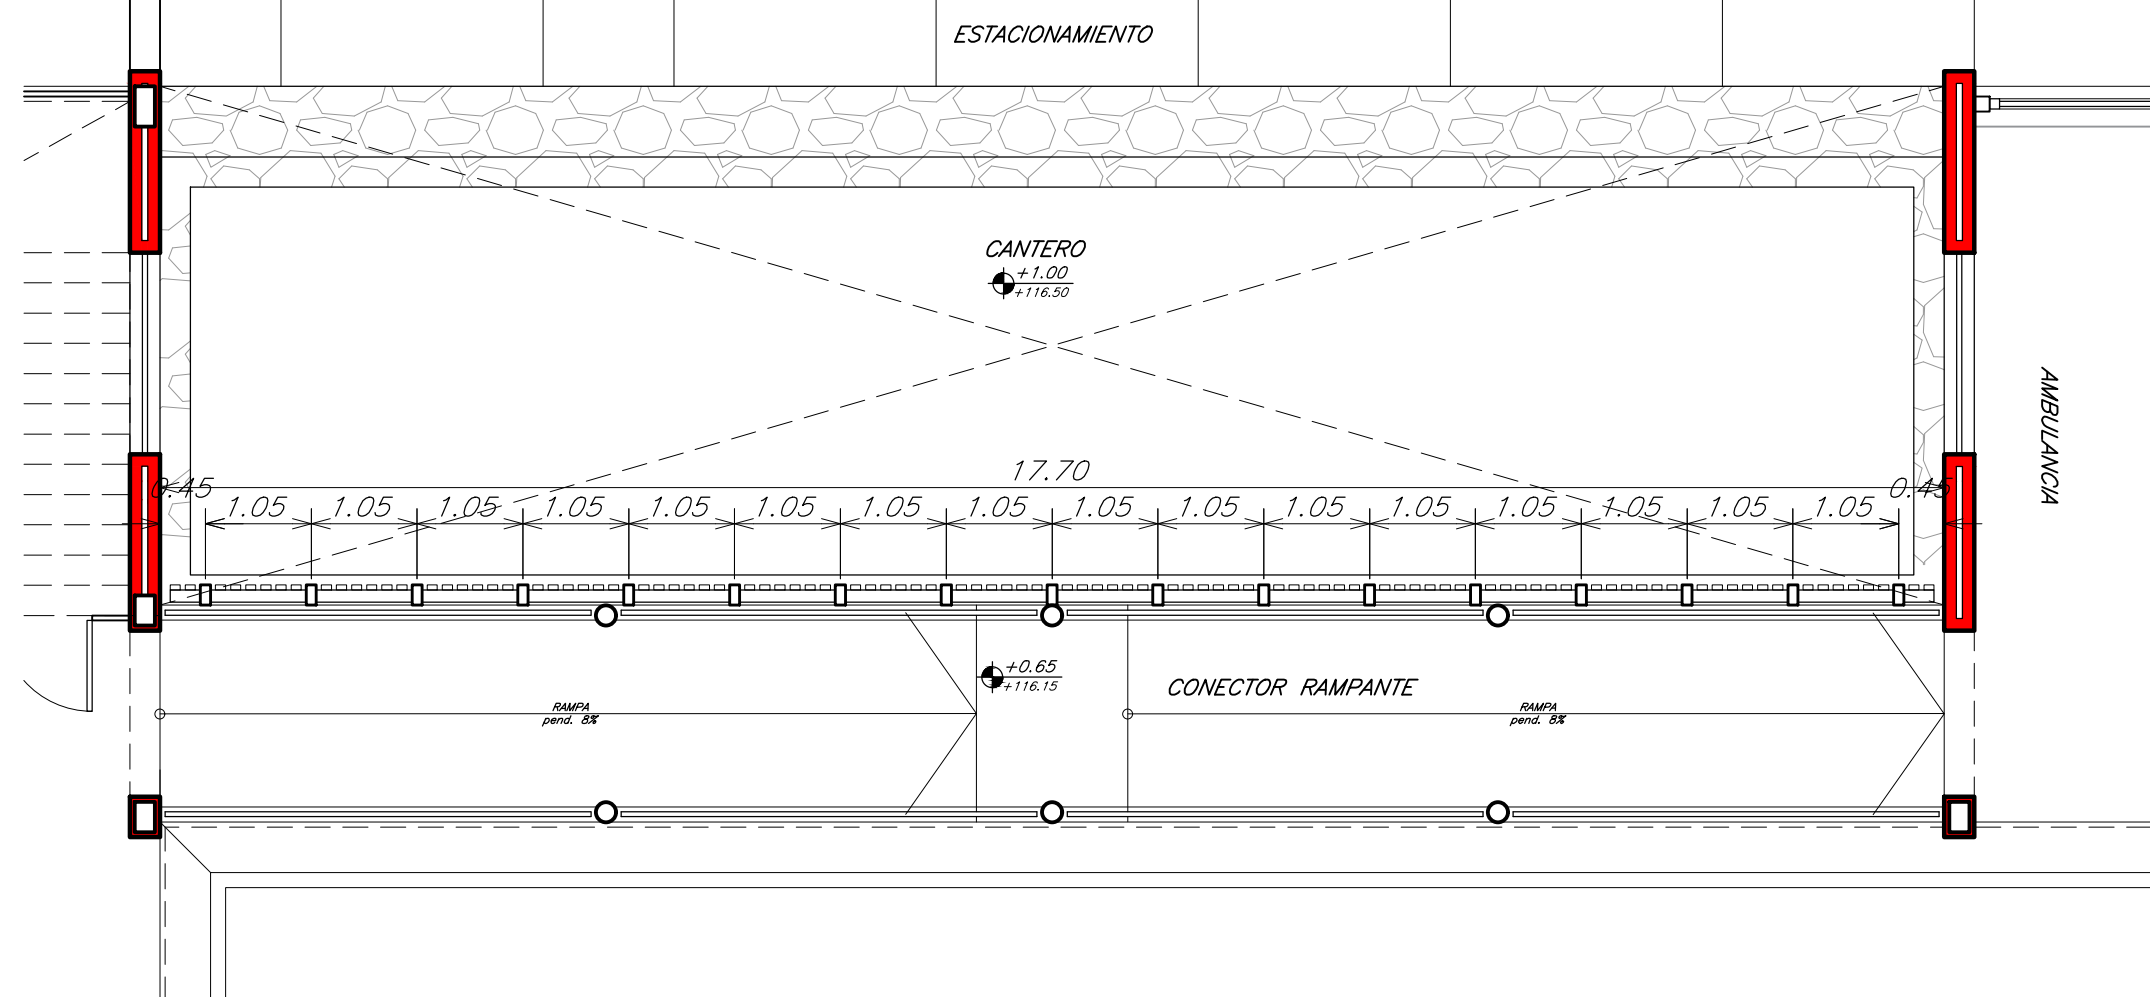 ESTACIONAMIENTO
CANTERO
+1.00
+116.50
AMBULANCIA
17.70
0.45 1.05 1.05 1.05 1.05 1.05 1.05 1.05 1.05 1.05 1.05 1.05 1.05 1.05 1.05 1.05 1.05 0.45
+0.65
+116.15
CONECTOR RAMPANTE
RAMPA
pend. 8%
RAMPA
pend. 8%